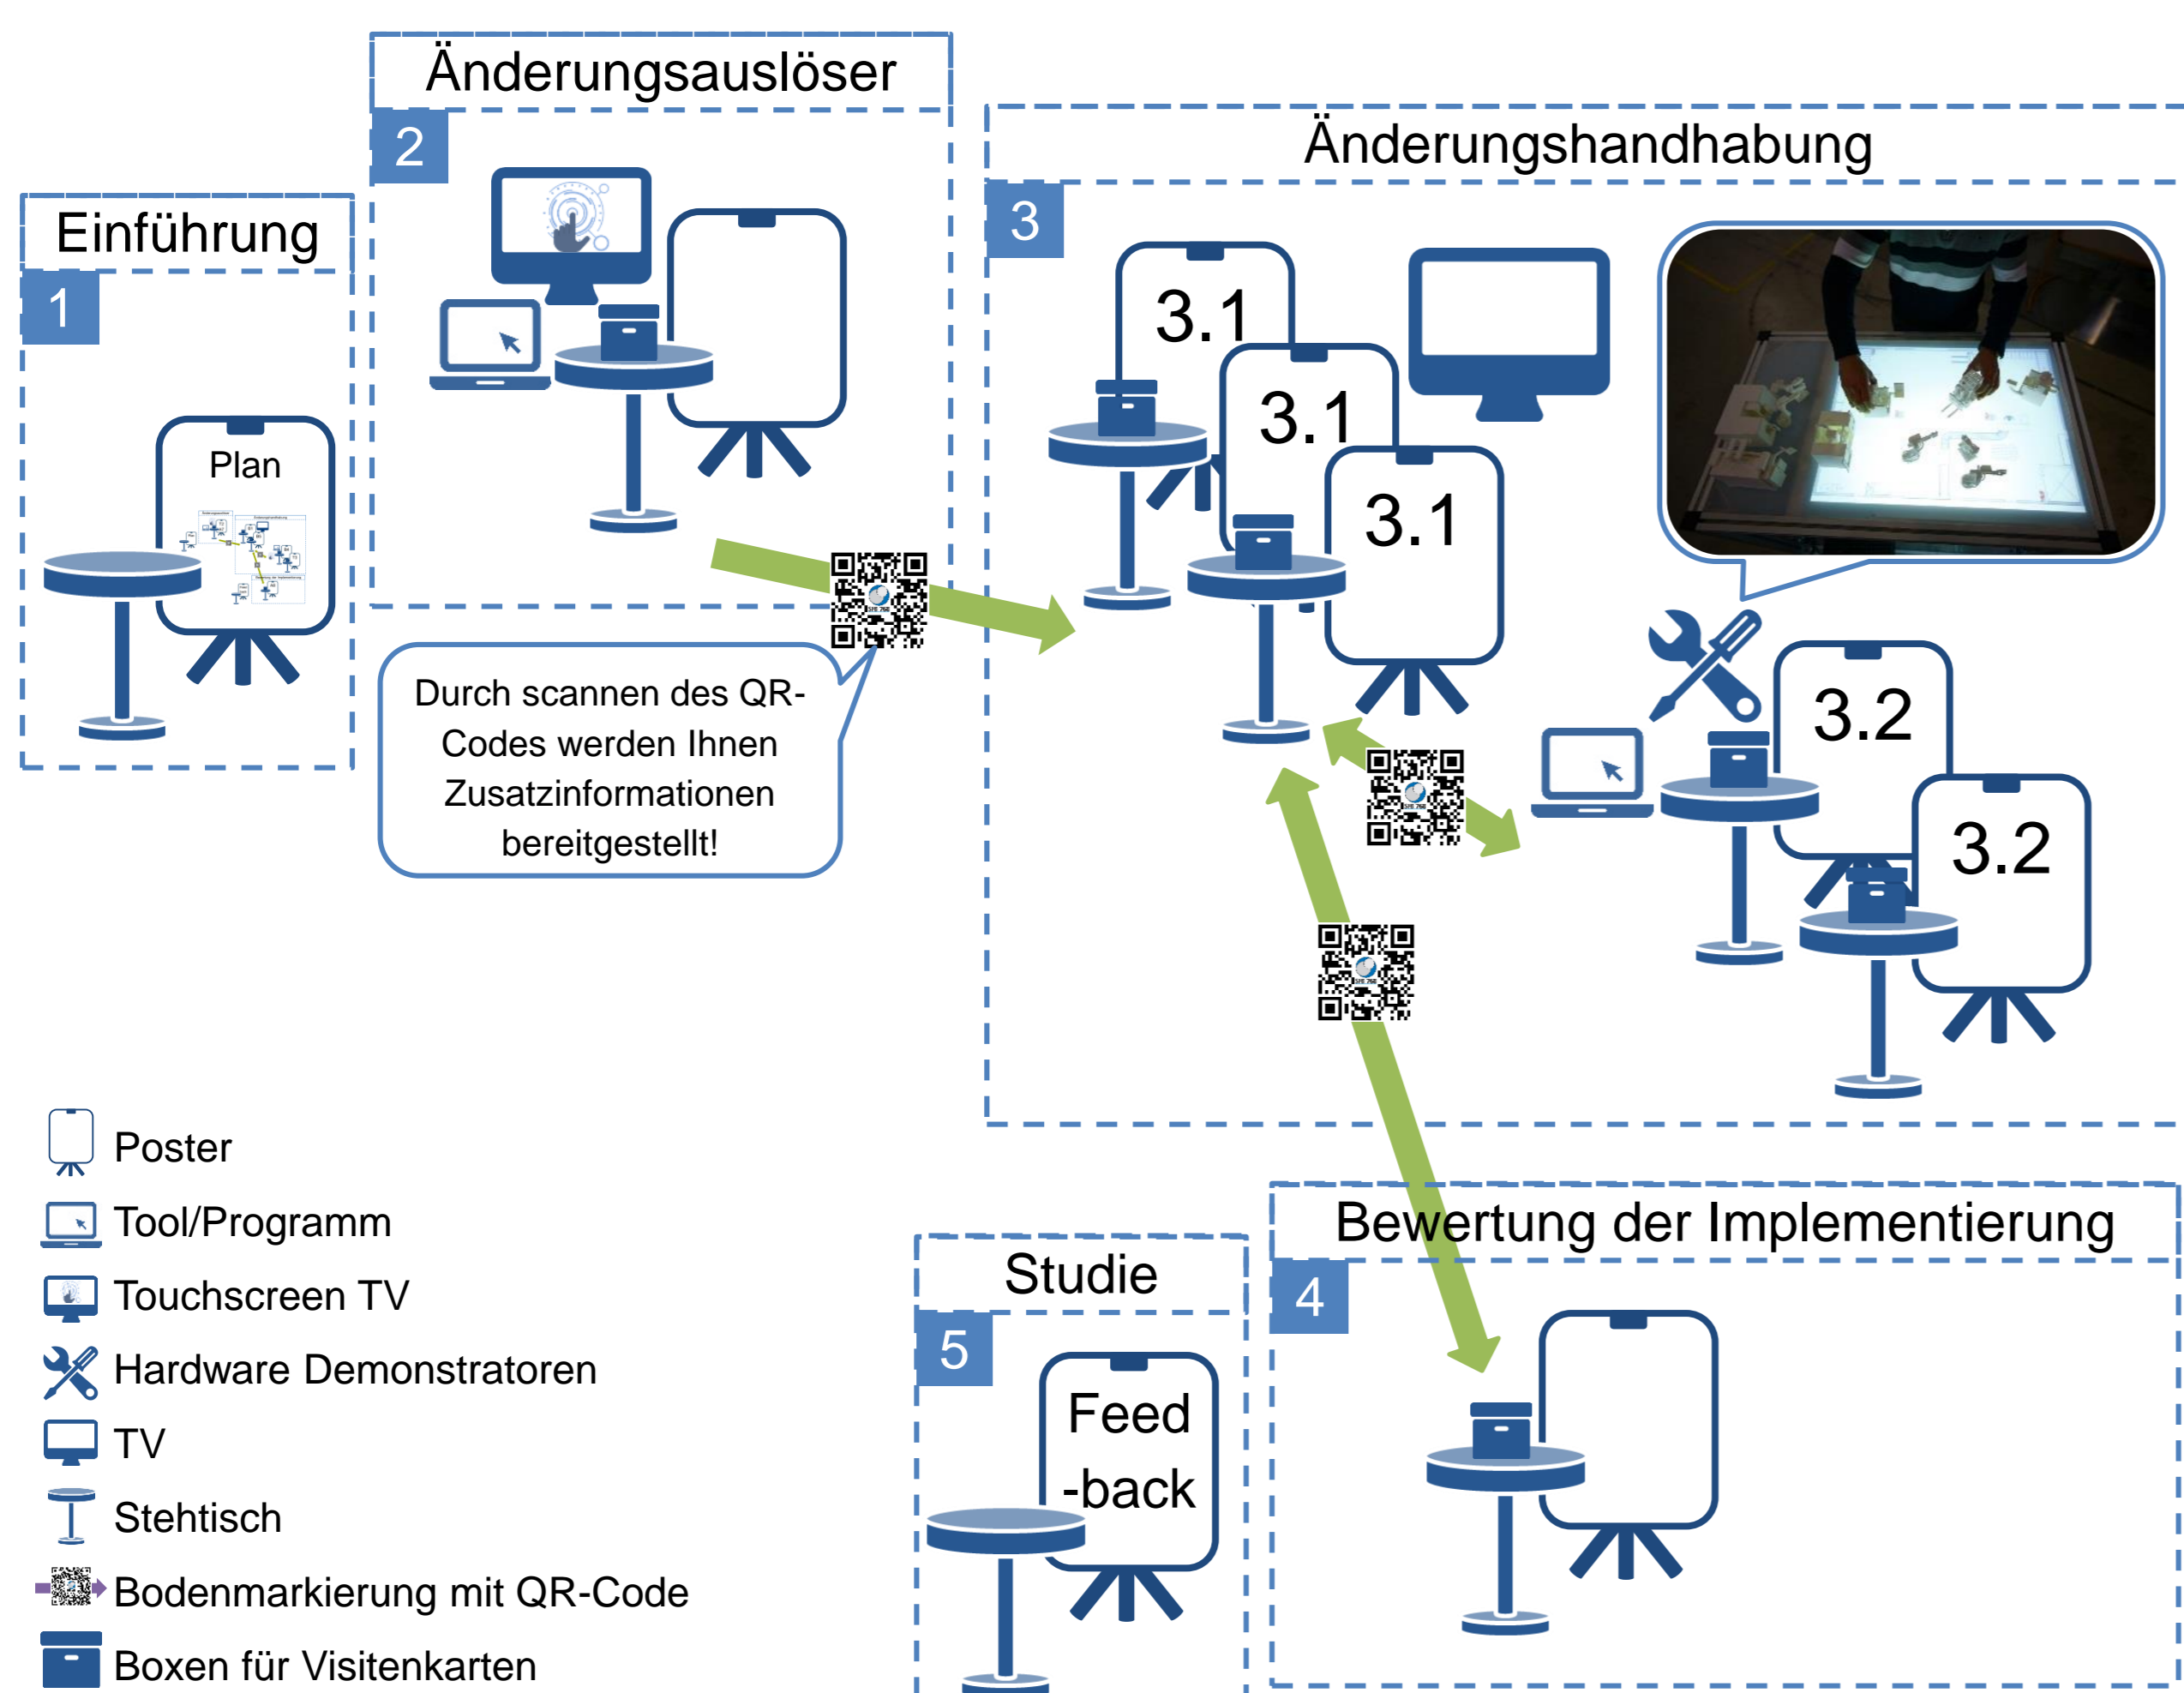 Änderungsauslöser
2
Änderungshandhabung
3
Einführung
1
Plan
3.1
3.1
3.1
Durch scannen des QR-
Codes werden Ihnen
Zusatzinformationen
bereitgestellt!
3.2
3.2
Poster
Tool/Programm
Touchscreen TV
Hardware Demonstratoren
TV
Stehtisch
Bodenmarkierung mit QR-Code
Boxen für Visitenkarten
Studie
5
Feed
-back
Bewertung der Implementierung
4